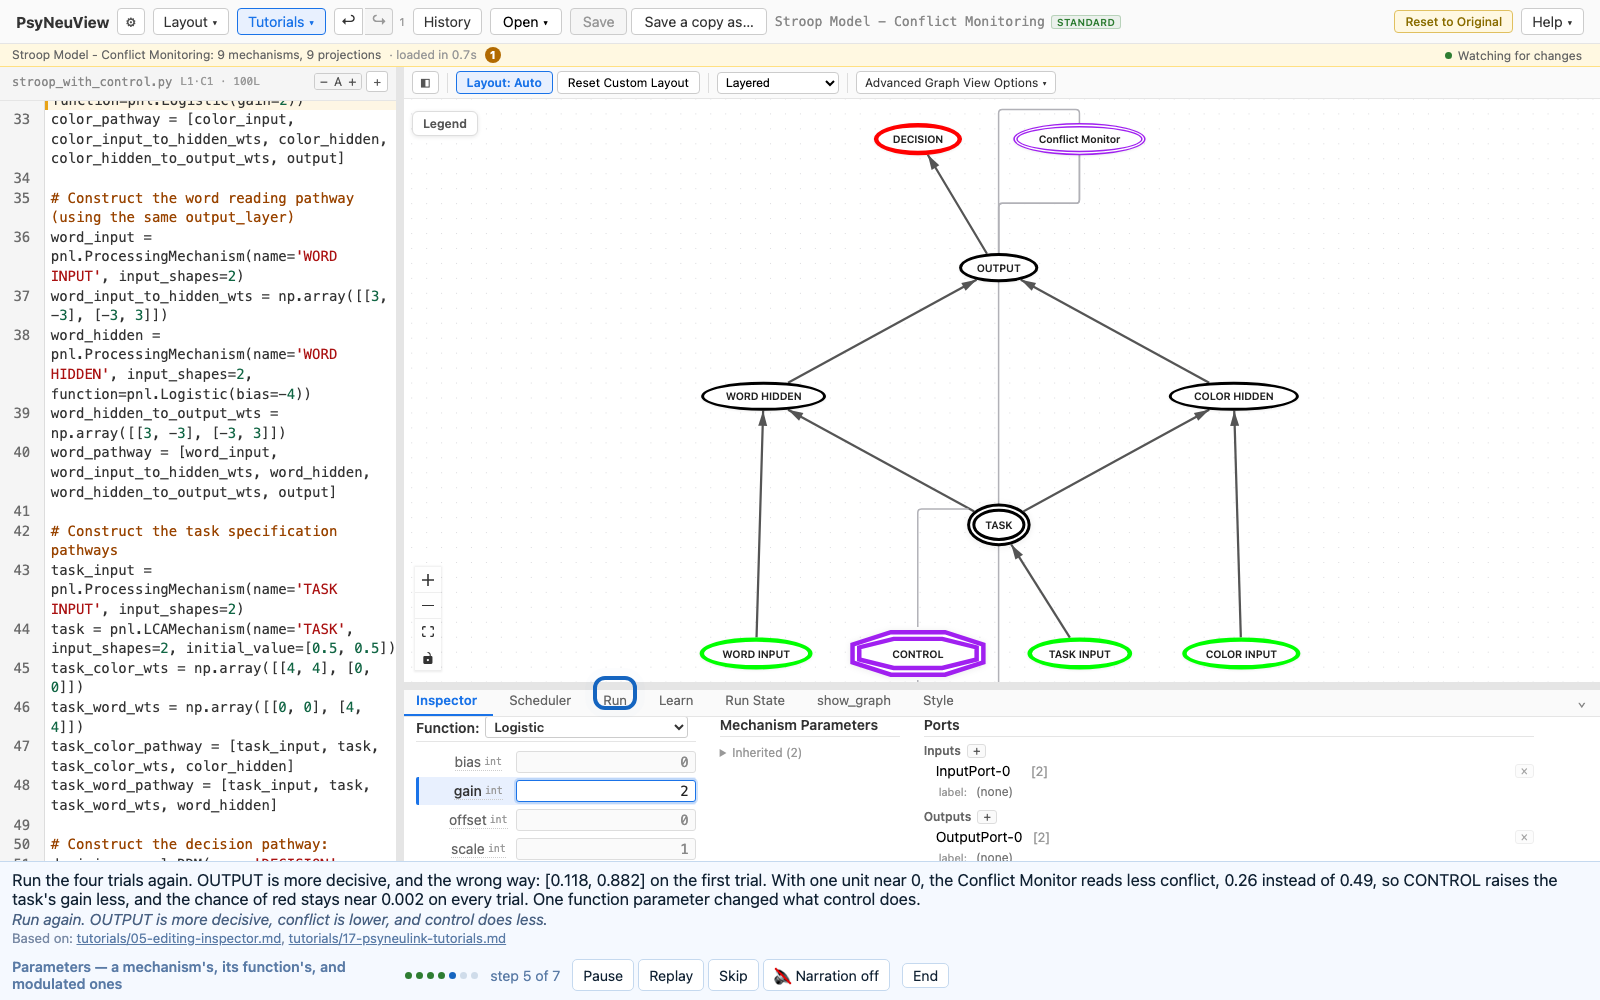 PsyNeuView
Layout ▾
Tutorials ▾
1
History
Open ▾
Save
Save a copy as...
Stroop Model – Conflict Monitoring
STANDARD
Reset to Original
Help ▾
Stroop Model - Conflict Monitoring: 9 mechanisms, 9 projections · loaded in 0.7s 1
Watching for changes
stroop_with_control.py L1:C1 · 100L
− A +
+
Layout: Auto
Reset Custom Layout
Layered
Advanced Graph View Options ▾
function=pnl.Logistic(gain=2))
33 color_pathway = [color_input,
color_input_to_hidden_wts, color_hidden,
color_hidden_to_output_wts, output]
34
35 # Construct the word reading pathway
(using the same output_layer)
36 word_input =
pnl.ProcessingMechanism(name='WORD
INPUT', input_shapes=2)
37 word_input_to_hidden_wts = np.array([[3,
-3], [-3, 3]])
38 word_hidden =
pnl.ProcessingMechanism(name='WORD
HIDDEN', input_shapes=2,
function=pnl.Logistic(bias=-4))
39 word_hidden_to_output_wts =
np.array([[3, -3], [-3, 3]])
40 word_pathway = [word_input,
word_input_to_hidden_wts, word_hidden,
word_hidden_to_output_wts, output]
41
42 # Construct the task specification
pathways
43 task_input =
pnl.ProcessingMechanism(name='TASK
INPUT', input_shapes=2)
44 task = pnl.LCAMechanism(name='TASK',
input_shapes=2, initial_value=[0.5, 0.5])
45 task_color_wts = np.array([[4, 4], [0,
0]])
46 task_word_wts = np.array([[0, 0], [4,
4]])
47 task_color_pathway = [task_input, task,
task_color_wts, color_hidden]
48 task_word_pathway = [task_input, task,
task_word_wts, word_hidden]
49
50 # Construct the decision pathway:
Legend
DECISION
Conflict Monitor
OUTPUT
WORD HIDDEN
COLOR HIDDEN
TASK
WORD INPUT
CONTROL
TASK INPUT
COLOR INPUT
Inspector
Scheduler
Run
Learn
Run State
show_graph
Style
Function: Logistic
bias int 0
gain int 2
offset int 0
scale int 1
Mechanism Parameters
▸ Inherited (2)
Ports
Inputs +
InputPort-0 [2] ×
label: (none)
Outputs +
OutputPort-0 [2] ×
label: (none)
Run the four trials again. OUTPUT is more decisive, and the wrong way: [0.118, 0.882] on the first trial. With one unit near 0, the Conflict Monitor reads less conflict, 0.26 instead of 0.49, so CONTROL raises the
task's gain less, and the chance of red stays near 0.002 on every trial. One function parameter changed what control does.
Run again. OUTPUT is more decisive, conflict is lower, and control does less.
Based on: tutorials/05-editing-inspector.md, tutorials/17-psyneulink-tutorials.md
Parameters — a mechanism's, its function's, and
modulated ones
step 5 of 7
Pause
Replay
Skip
Narration off
End